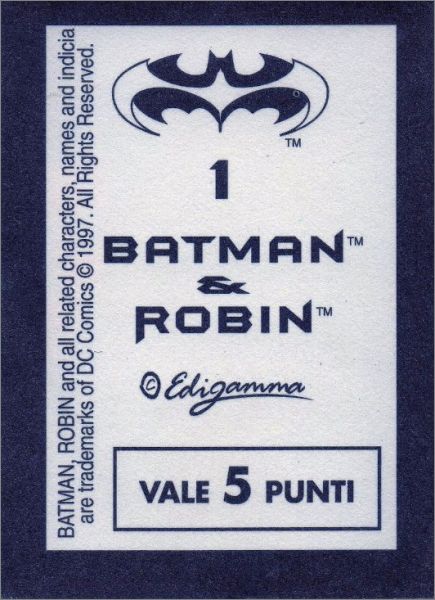 BATMAN, ROBIN and all related characters, names and indicia
are trademarks of DC Comics © 1997. All Rights Reserved.
TM
1
BATMAN™
&
ROBIN™
© Edigamma
VALE 5 PUNTI